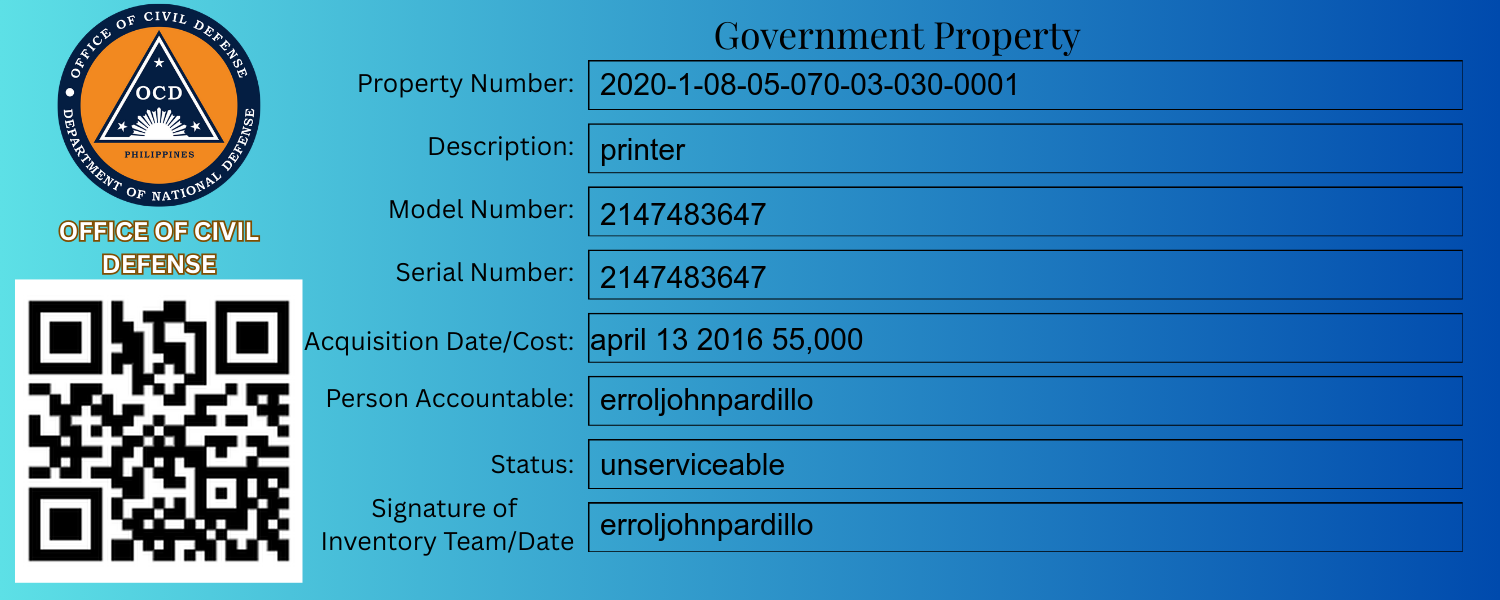 OFFICE OF CIVIL DEFENSE
OCD
PHILIPPINES
DEPARTMENT OF NATIONAL DEFENSE
OFFICE OF CIVIL
DEFENSE
Government Property
Property Number: 2020-1-08-05-070-03-030-0001
Description: printer
Model Number: 2147483647
Serial Number: 2147483647
Acquisition Date/Cost: april 13 2016 55,000
Person Accountable: erroljohnpardillo
Status: unserviceable
Signature of
Inventory Team/Date erroljohnpardillo